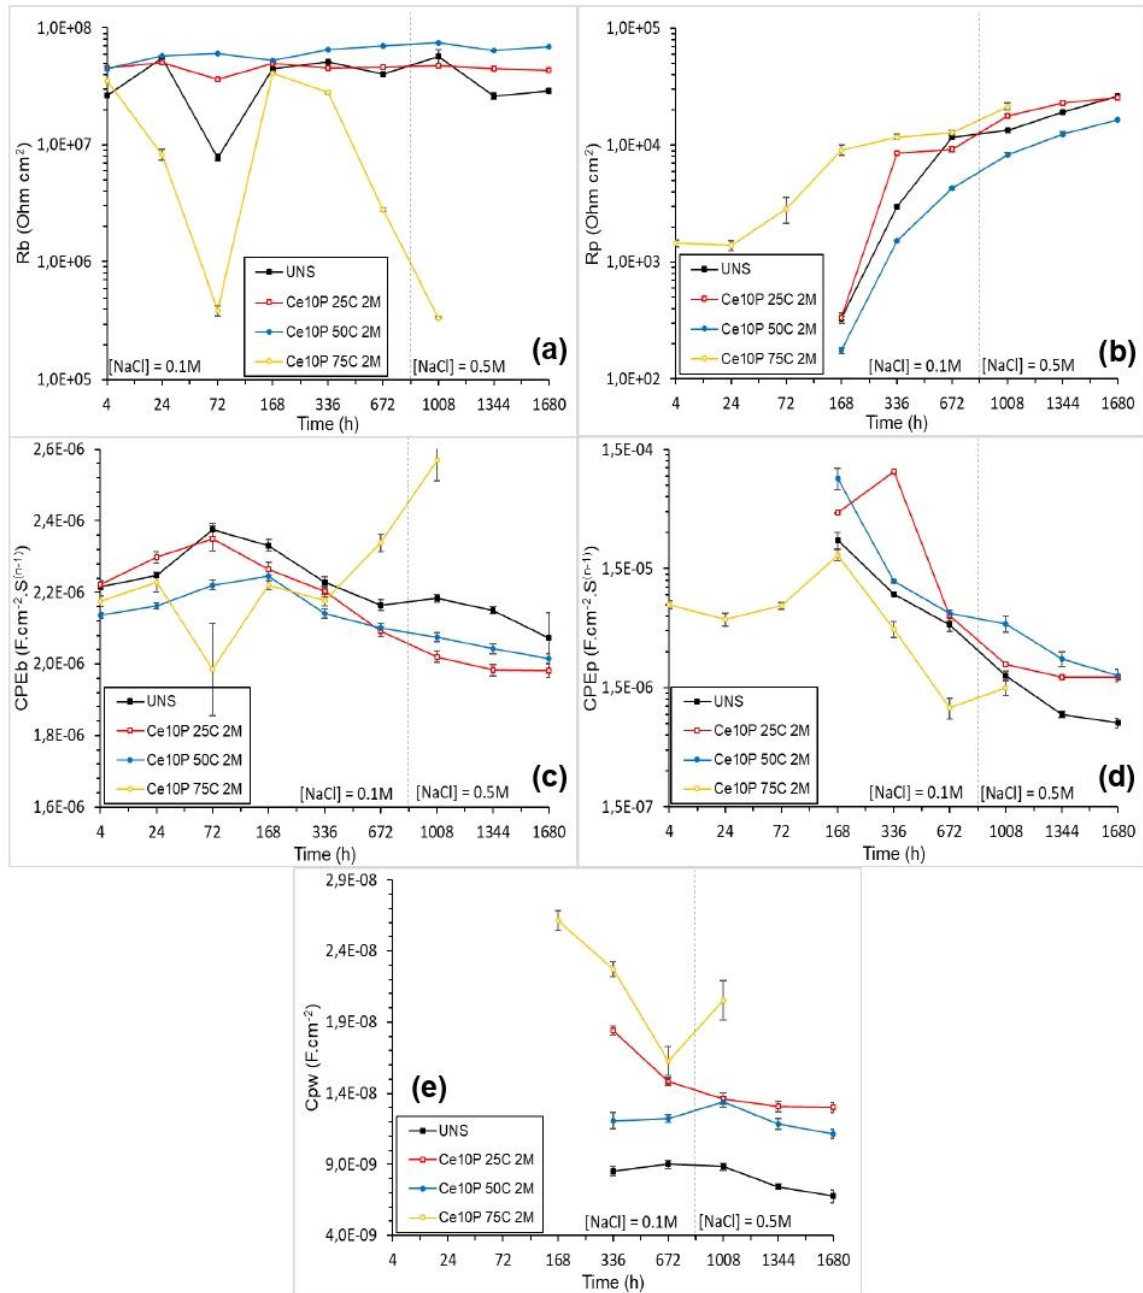 1,0E+08
1,0E+07
1,0E+06
1,0E+05
Rb (Ohm cm²)
UNS
Ce10P 25C 2M
Ce10P 50C 2M
Ce10P 75C 2M
(a)
[NaCl] = 0.1M
[NaCl] = 0.5M
4 24 72 168 336 672 1008 1344 1680
Time (h)
1,0E+05
1,0E+04
1,0E+03
1,0E+02
Rp (Ohm cm²)
UNS
Ce10P 25C 2M
Ce10P 50C 2M
Ce10P 75C 2M
(b)
[NaCl] = 0.1M
[NaCl] = 0.5M
4 24 72 168 336 672 1008 1344 1680
Time (h)
2,6E-06
2,4E-06
2,2E-06
2,0E-06
1,8E-06
1,6E-06
CPEb (F.cm⁻².S⁽ⁿ⁻¹⁾)
UNS
Ce10P 25C 2M
Ce10P 50C 2M
Ce10P 75C 2M
(c)
[NaCl] = 0.1M
[NaCl] = 0.5M
4 24 72 168 336 672 1008 1344 1680
Time (h)
1,5E-04
1,5E-05
1,5E-06
1,5E-07
CPEp (F.cm⁻².S⁽ⁿ⁻¹⁾)
UNS
Ce10P 25C 2M
Ce10P 50C 2M
Ce10P 75C 2M
(d)
[NaCl] = 0.1M
[NaCl] = 0.5M
4 24 72 168 336 672 1008 1344 1680
Time (h)
2,9E-08
2,4E-08
1,9E-08
1,4E-08
9,0E-09
4,0E-09
Cpw (F.cm⁻²)
(e)
UNS
Ce10P 25C 2M
Ce10P 50C 2M
Ce10P 75C 2M
[NaCl] = 0.1M
[NaCl] = 0.5M
4 24 72 168 336 672 1008 1344 1680
Time (h)